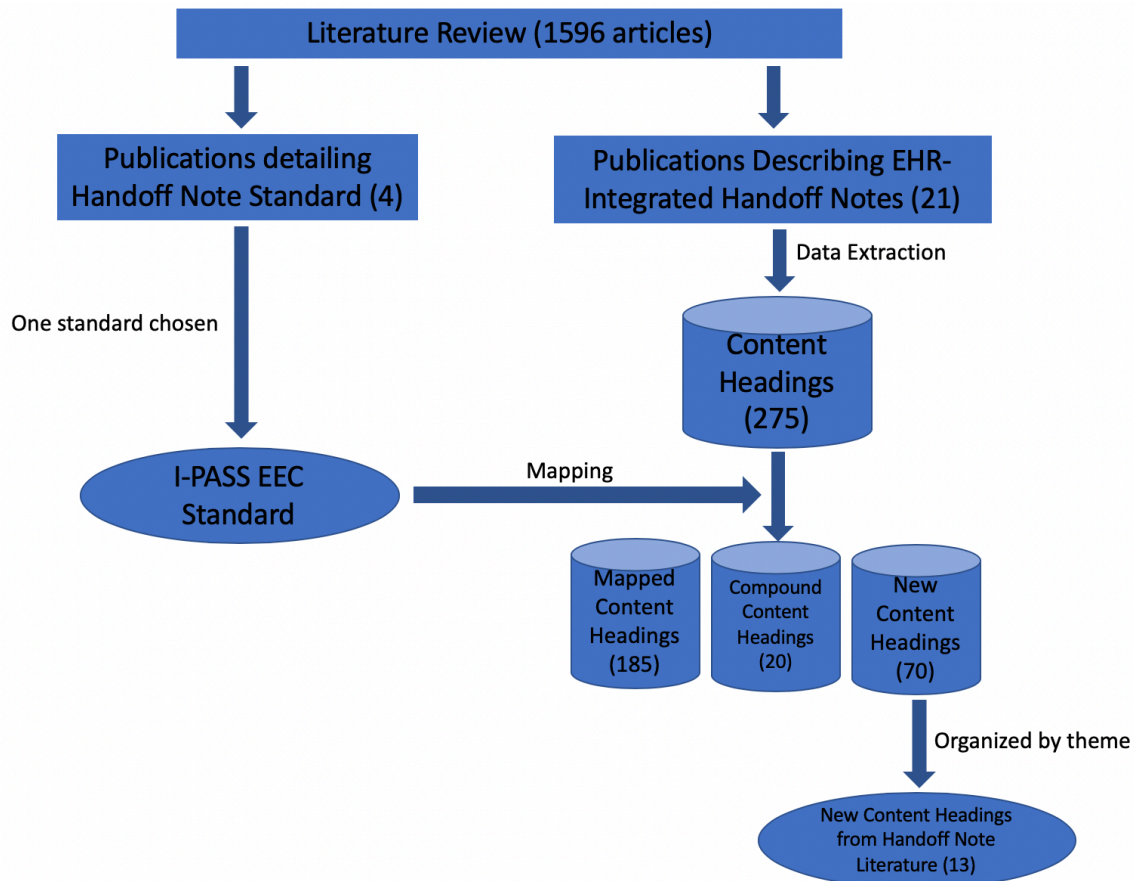 Literature Review (1596 articles)
Publications detailing
Handoff Note Standard (4)
Publications Describing EHR-
Integrated Handoff Notes (21)
Data Extraction
One standard chosen
Content
Headings
(275)
I-PASS EEC
Standard
Mapping
Mapped
Content
Headings
(185)
Compound
Content
Headings
(20)
New
Content
Headings
(70)
Organized by theme
New Content Headings
from Handoff Note
Literature (13)